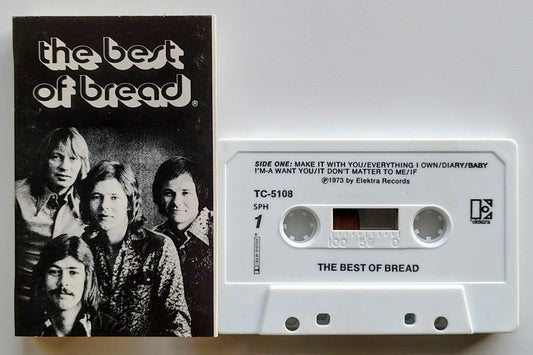 the best
of bread®
SIDE ONE: MAKE IT WITH YOU/EVERYTHING I OWN/DIARY/BABY
I'M-A WANT YOU/IT DON'T MATTER TO ME/IF
℗1973 by Elektra Records
TC-5108
SPH
1
elektra
100 50 0
THE BEST OF BREAD